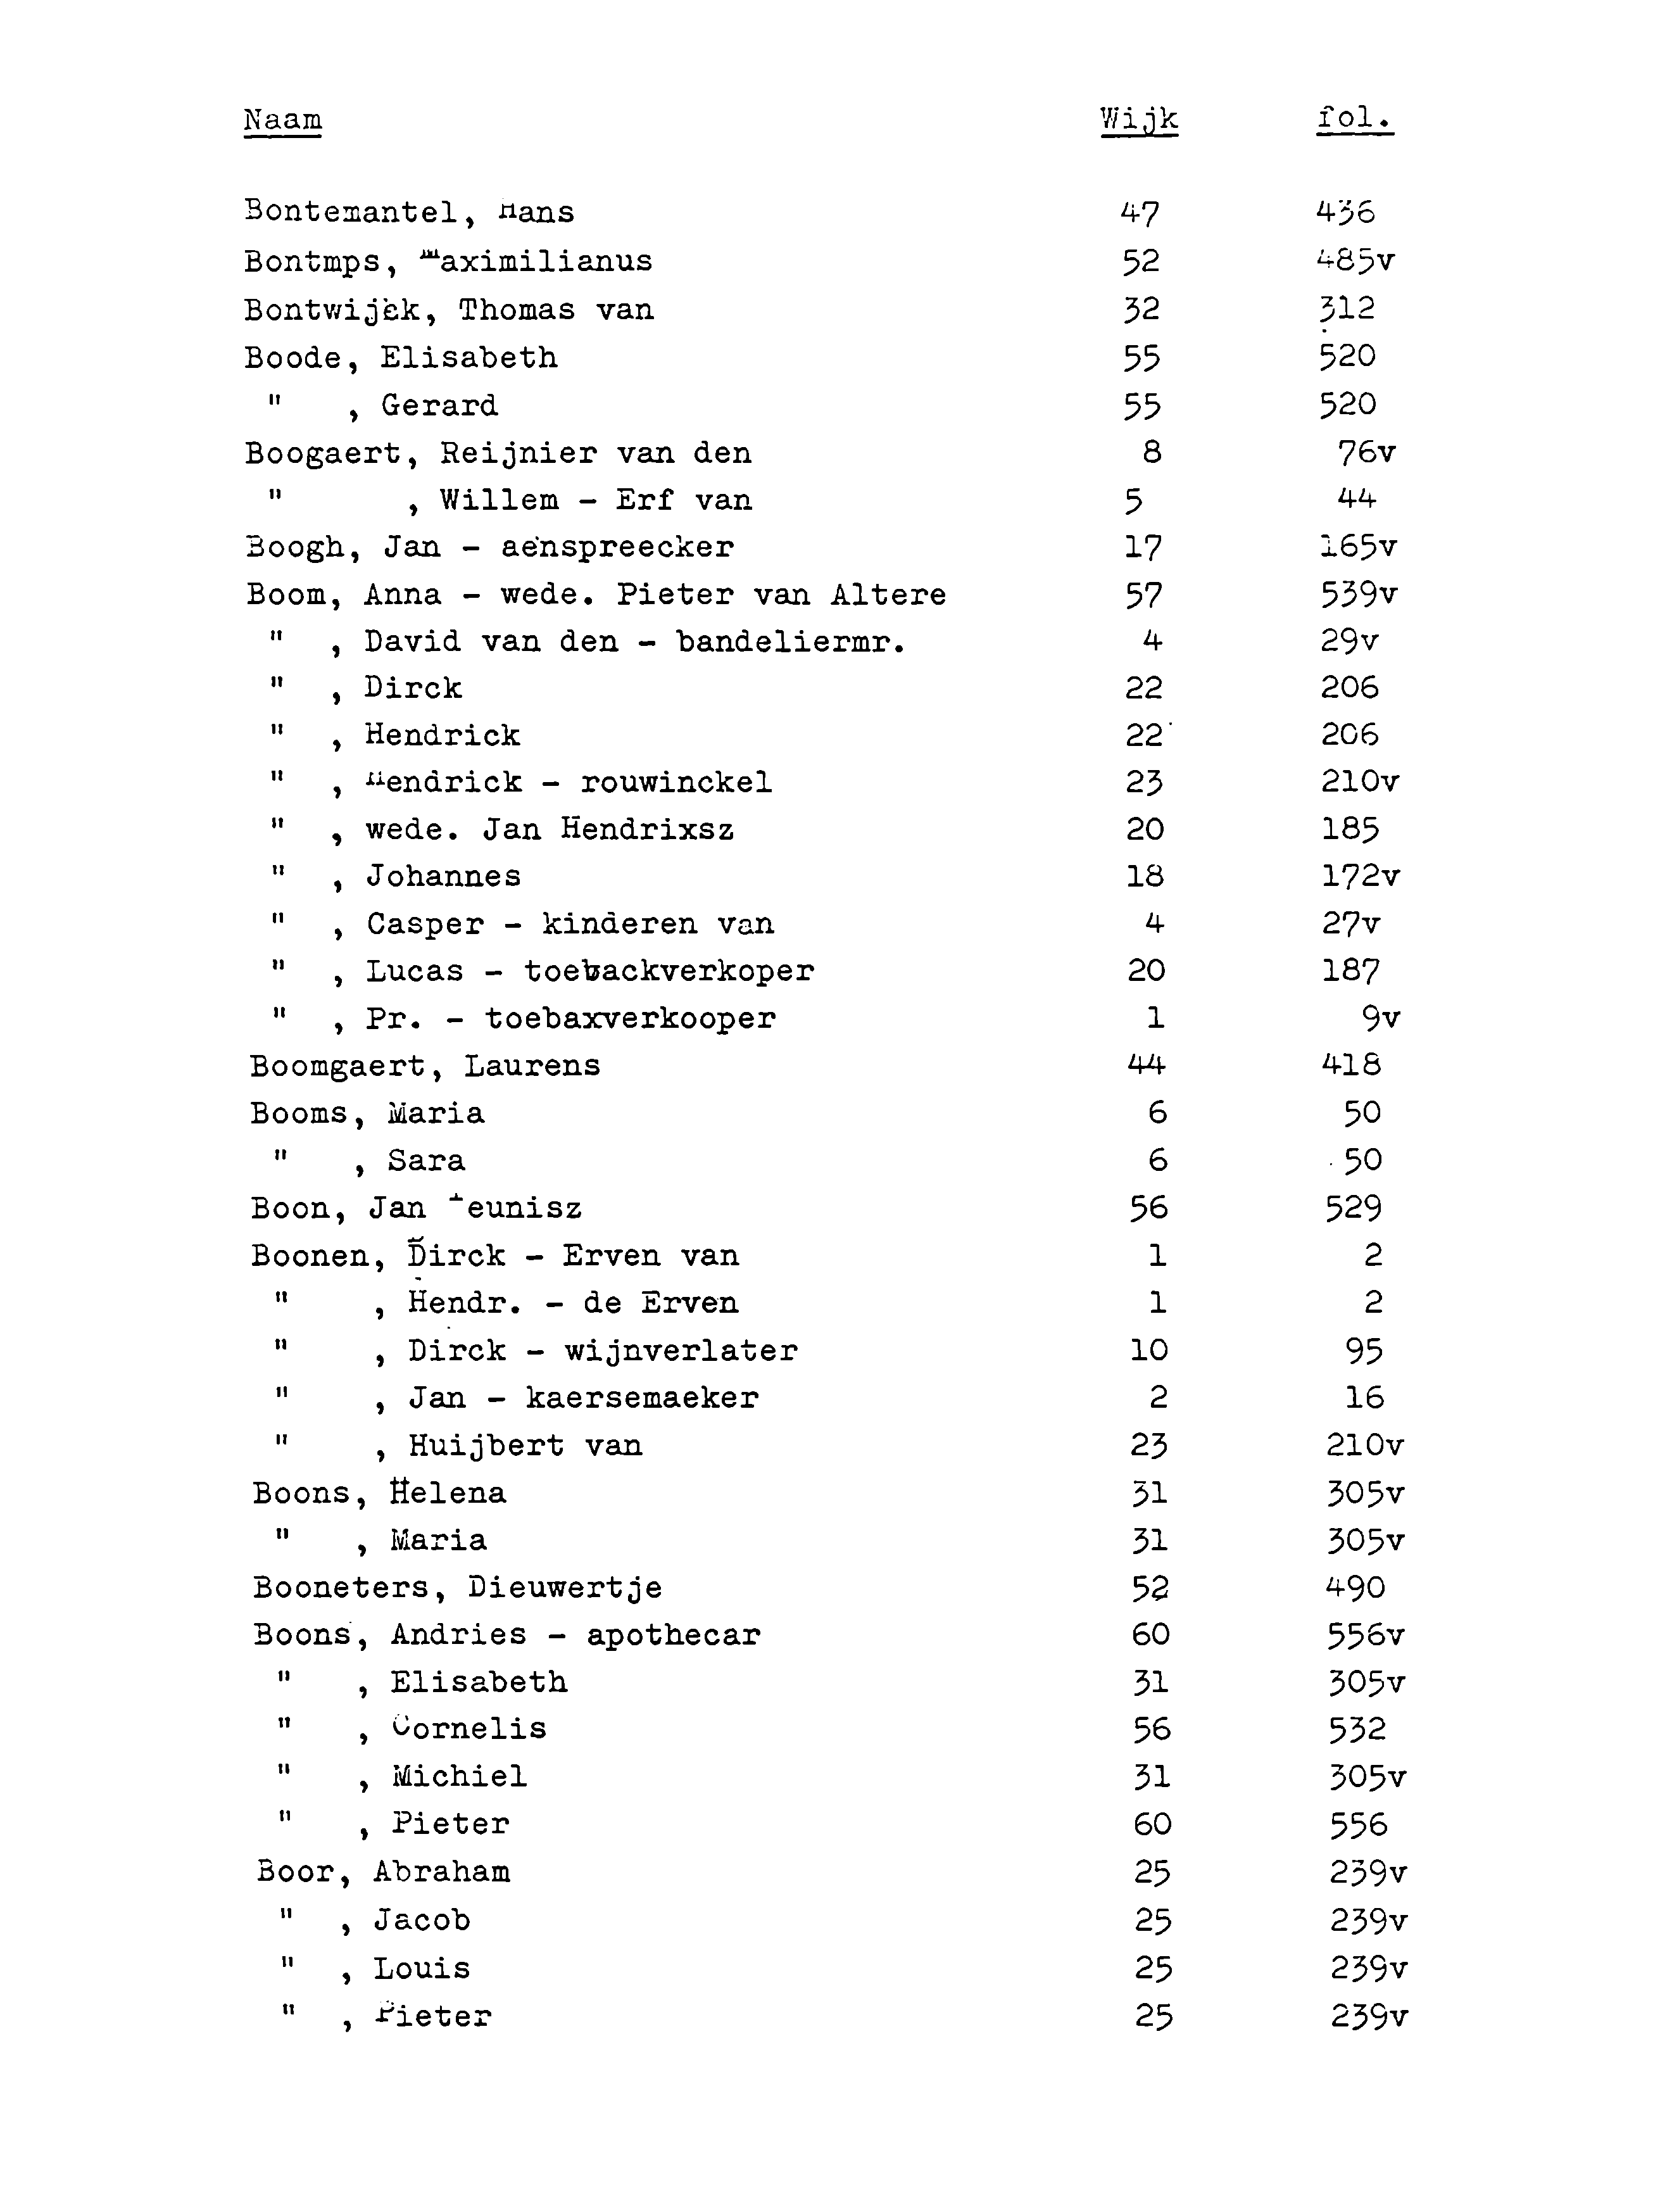 Naam Wijk fol.
Bontemantel, Hans 47 436
Bontmps, Maximilianus 52 485v
Bontwijck, Thomas van 32 312
Boode, Elisabeth 55 520
" , Gerard 55 520
Boogaert, Reijnier van den 8 76v
" , Willem - Erf van 5 44
Boogh, Jan - aenspreecker 17 165v
Boom, Anna - wede. Pieter van Altere 57 539v
" , David van den - bandeliermr. 4 29v
" , Dirck 22 206
" , Hendrick 22 206
" , Hendrick - rouwinckel 23 210v
" , wede. Jan Hendrixsz 20 185
" , Johannes 18 172v
" , Casper - kinderen van 4 27v
" , Lucas - toebackverkoper 20 187
" , Pr. - toebaxverkooper 1 9v
Boomgaert, Laurens 44 418
Booms, Maria 6 50
" , Sara 6 50
Boon, Jan Teunisz 56 529
Boonen, Dirck - Erven van 1 2
" , Hendr. - de Erven 1 2
" , Dirck - wijnverlater 10 95
" , Jan - kaersemaeker 2 16
" , Huijbert van 23 210v
Boons, Helena 31 305v
" , Maria 31 305v
Booneters, Dieuwertje 52 490
Boons, Andries - apothecar 60 556v
" , Elisabeth 31 305v
" , Cornelis 56 532
" , Michiel 31 305v
" , Pieter 60 556
Boor, Abraham 25 239v
" , Jacob 25 239v
" , Louis 25 239v
" , Pieter 25 239v